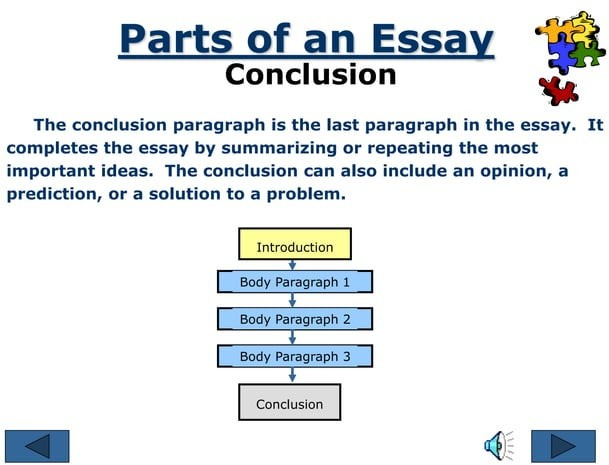 Parts of an Essay
Conclusion
The conclusion paragraph is the last paragraph in the essay.  It
completes the essay by summarizing or repeating the most
important ideas.  The conclusion can also include an opinion, a
prediction, or a solution to a problem.
Introduction
Body Paragraph 1
Body Paragraph 2
Body Paragraph 3
Conclusion